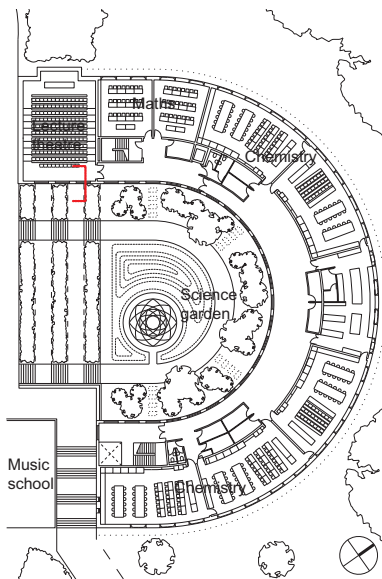 Maths
Lecture
theatre
Chemistry
Science
garden
Music
school
Chemistry